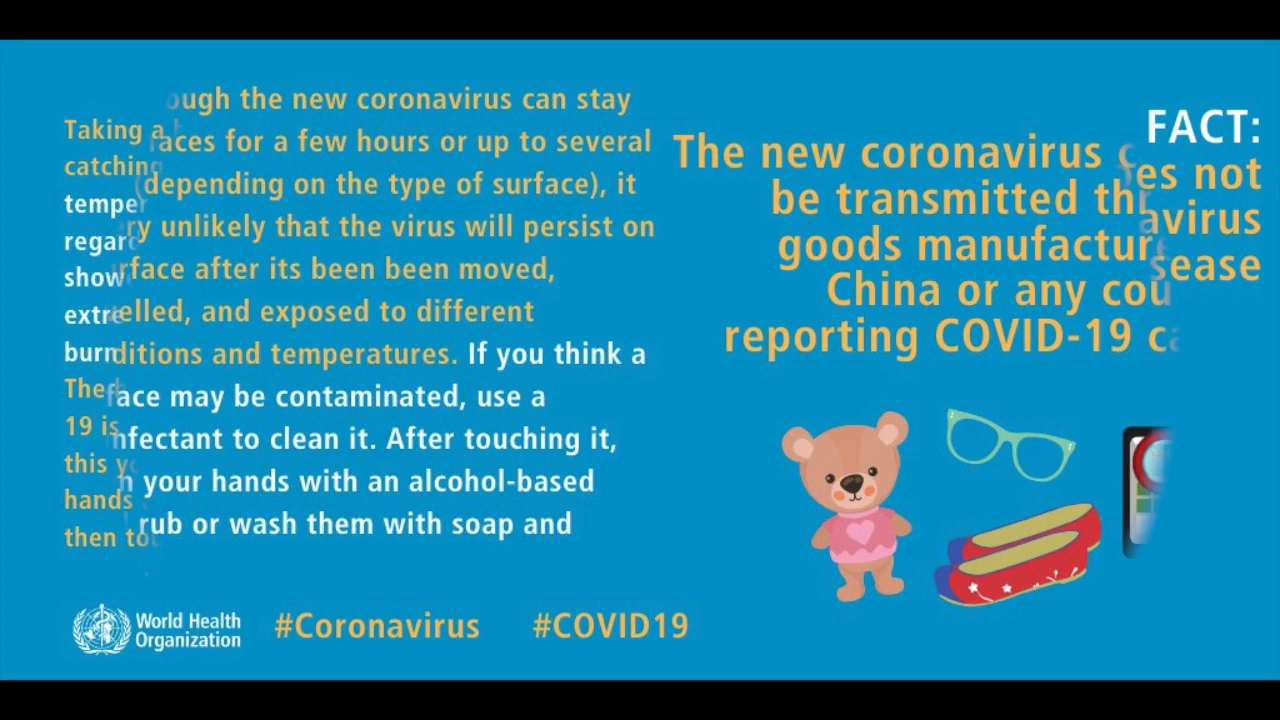 ough the new coronavirus can stay
aces for a few hours or up to several
(depending on the type of surface), it
ry unlikely that the virus will persist on
rface after its been been moved,
elled, and exposed to different
ditions and temperatures. If you think a
face may be contaminated, use a
nfectant to clean it. After touching it,
your hands with an alcohol-based
rub or wash them with soap and
Taking a
catching
temper
regar
show
extre
burn
The
19 is
this y
hands
then to
FACT:
The new coronavirus
be transmitted thr
goods manufactur
China or any cou
reporting COVID-19 c
es not
avirus
sease
World Health
Organization
#Coronavirus #COVID19